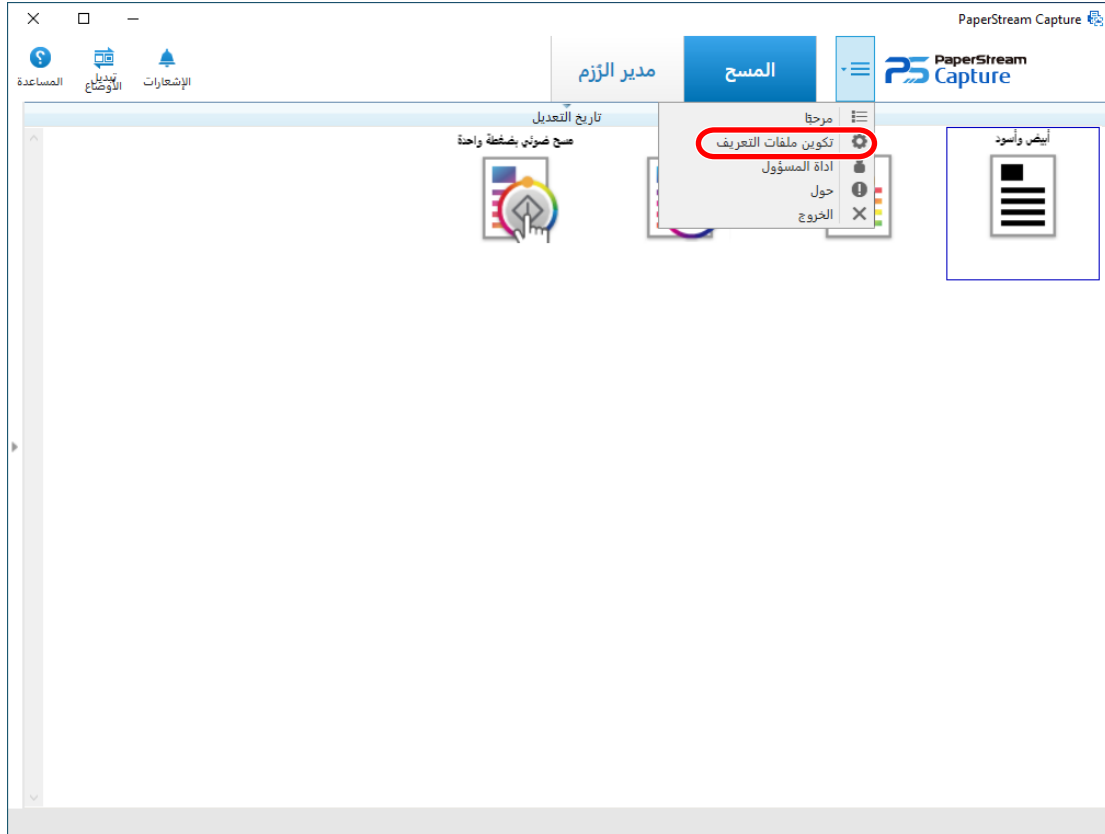 PaperStream Capture
PaperStream
Capture
المسح
مدير الرّزم
الإشعارات
تبديل
الأوضاع
المساعدة
تاريخ التعديل
مرحبًا
تكوين ملفات التعريف
اداة المسؤول
حول
الخروج
أبيض وأسود
مسح ضوئي بضغطة واحدة